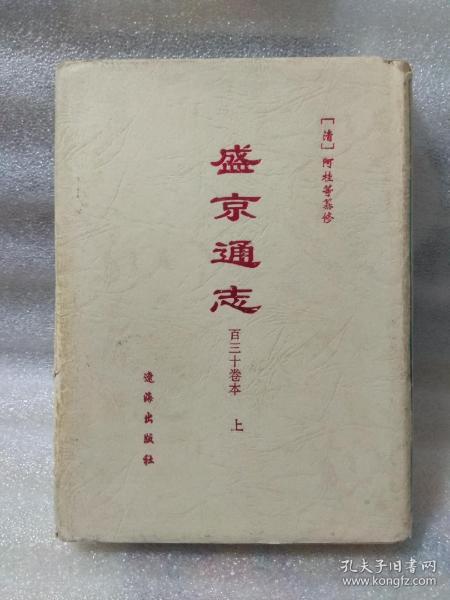 ［清］阿桂等纂修
盛京通志
百三十卷本 上
遼海出版社
孔夫子旧书网
www.kongfz.com